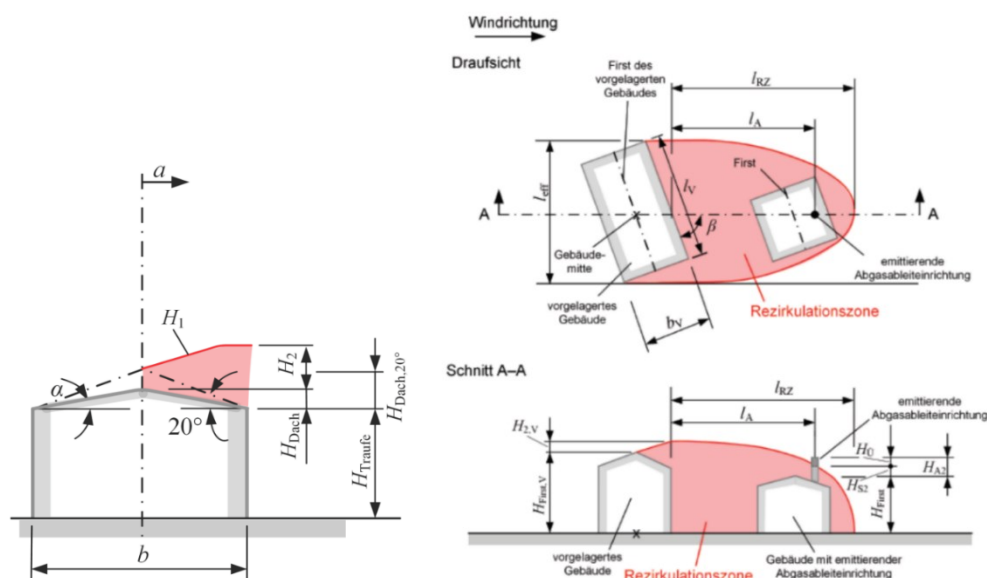 a
H₁
α
20°
H₂
H_Dach
H_Dach,20°
H_Traufe
b
Windrichtung
Draufsicht
First des
vorgelagerten
Gebäudes
l_RZ
l_A
First
l_eff
l_V
A
A
β
Gebäude-
mitte
emittierende
Abgasableiteinrichtung
vorgelagertes
Gebäude
Rezirkulationszone
b_V
Schnitt A–A
l_RZ
emittierende
Abgasableiteinrichtung
l_A
H_2,V
H_Ü
H_A2
H_S2
H_First,V
H_First
vorgelagertes
Gebäude
Rezirkulationszone
Gebäude mit emittierender
Abgasableiteinrichtung